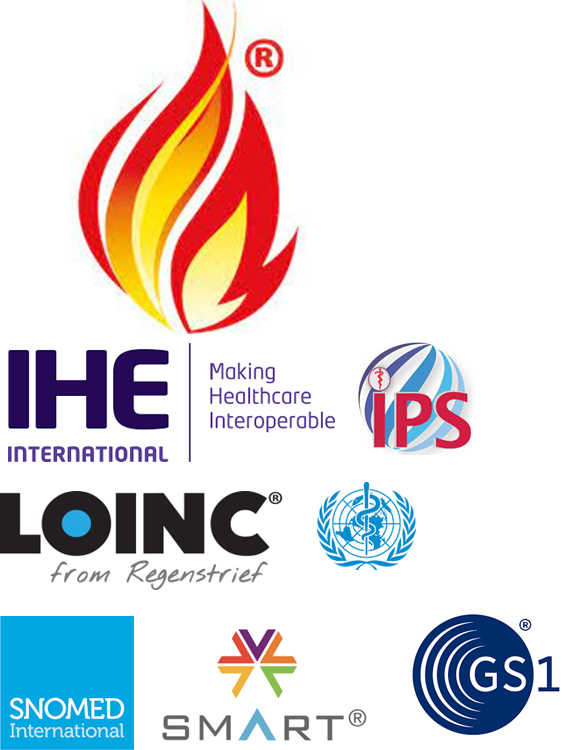 ®
IHE
INTERNATIONAL
Making
Healthcare
Interoperable
IPS
LOINC®
from Regenstrief
SNOMED
International
SMART®
®
GS1